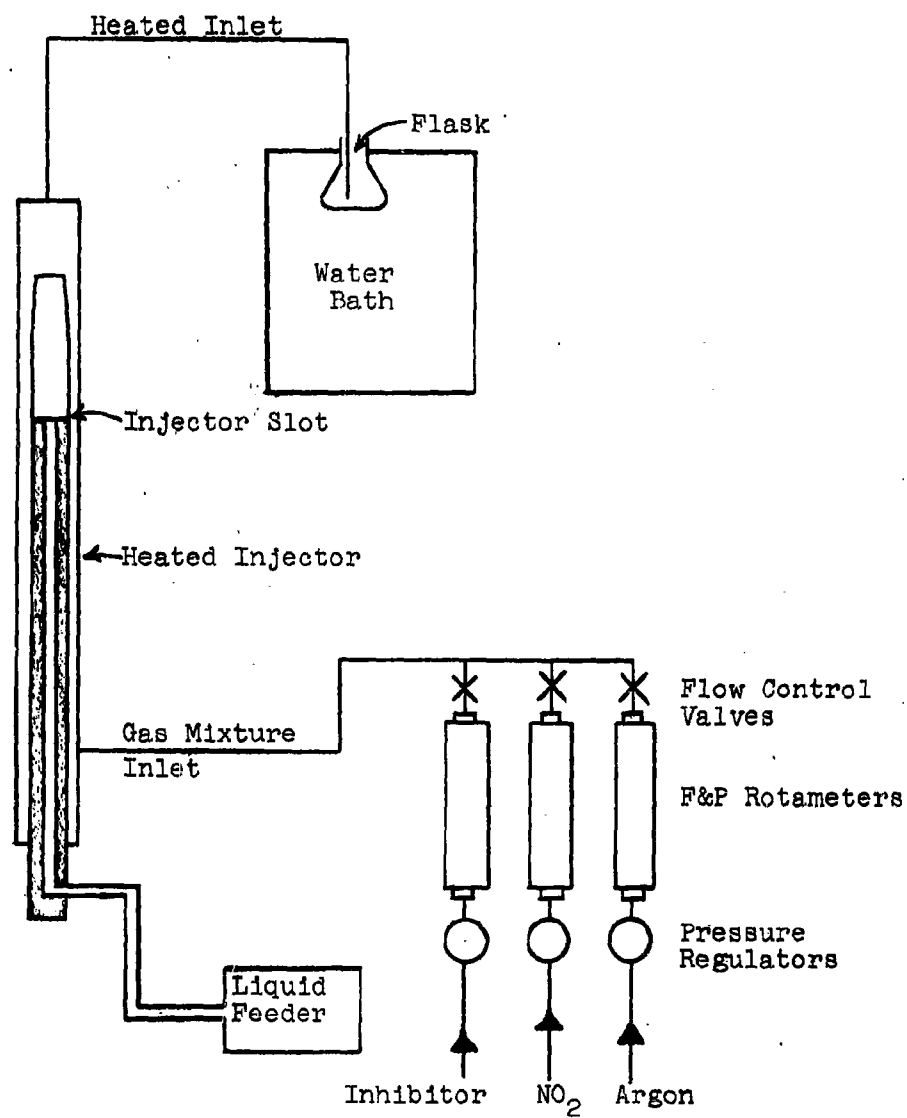 Heated Inlet
Flask
Water
Bath
Injector Slot
Heated Injector
Flow Control
Valves
Gas Mixture
Inlet
F&P Rotameters
Pressure
Regulators
Liquid
Feeder
Inhibitor
NO2
Argon